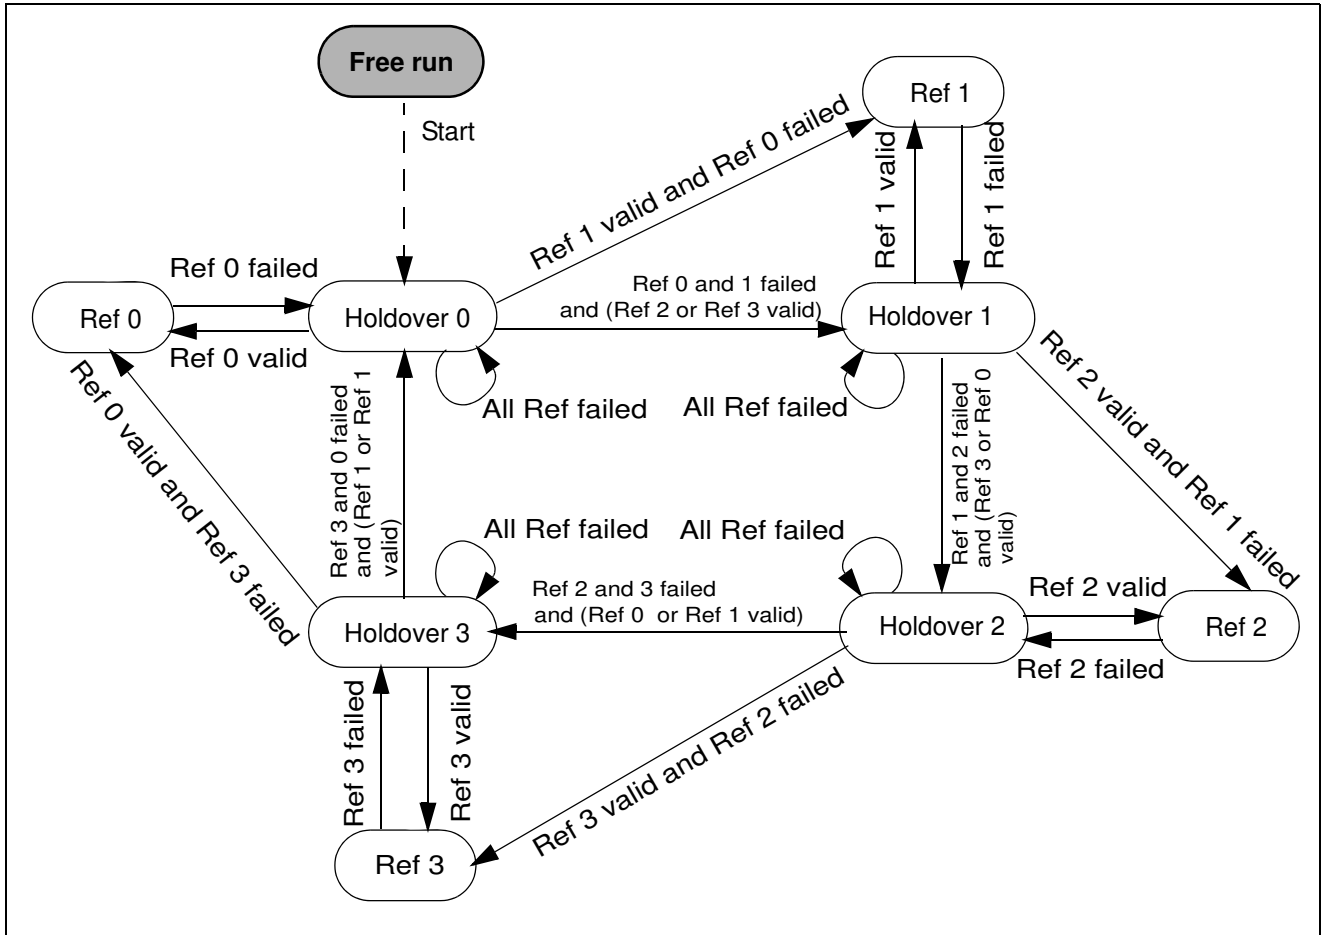 Free run
Start
Ref 1
Ref 1 valid and Ref 0 failed
Ref 1 valid
Ref 1 failed
Ref 0 failed
Ref 0
Ref 0 valid
Holdover 0
Ref 0 and 1 failed
and (Ref 2 or Ref 3 valid)
Holdover 1
All Ref failed
All Ref failed
Ref 2 valid and Ref 1 failed
Ref 0 valid and Ref 3 failed
Ref 3 and 0 failed
and (Ref 1 or Ref 1
valid)
Ref 1 and 2 failed
and (Ref 3 or Ref 0
valid)
All Ref failed
All Ref failed
Ref 2 and 3 failed
and (Ref 0 or Ref 1 valid)
Holdover 3
Holdover 2
Ref 2 valid
Ref 2
Ref 2 failed
Ref 3 failed
Ref 3 valid
Ref 3 valid and Ref 2 failed
Ref 3